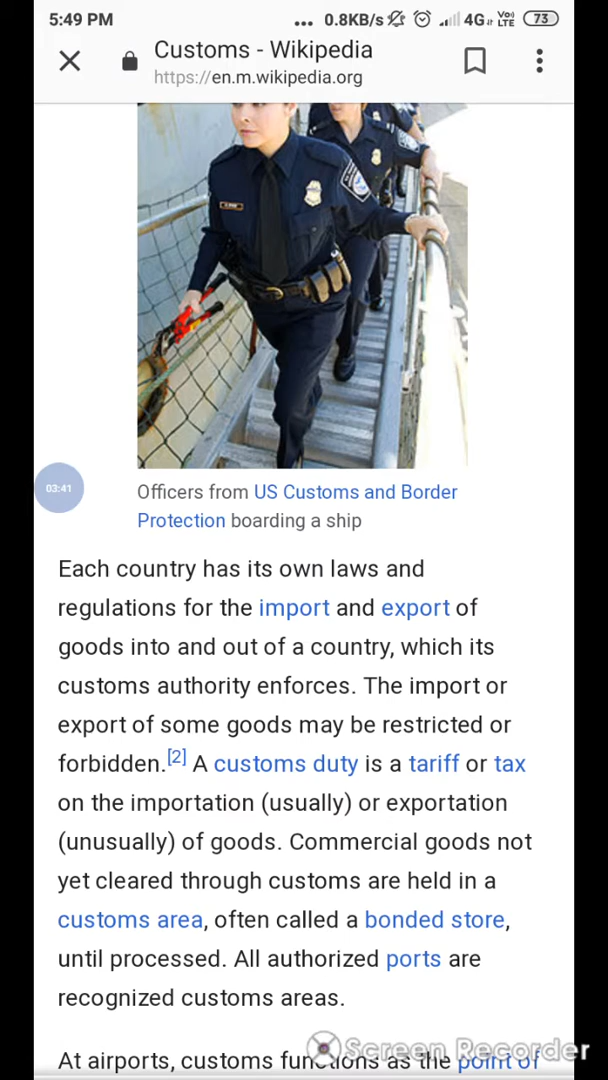 5:49 PM ... 0.8KB/s 4G VoLTE 73
Customs - Wikipedia
https://en.m.wikipedia.org
Officers from US Customs and Border
Protection boarding a ship
03:41
Each country has its own laws and
regulations for the import and export of
goods into and out of a country, which its
customs authority enforces. The import or
export of some goods may be restricted or
forbidden.[2] A customs duty is a tariff or tax
on the importation (usually) or exportation
(unusually) of goods. Commercial goods not
yet cleared through customs are held in a
customs area, often called a bonded store,
until processed. All authorized ports are
recognized customs areas.
Screen Recorder
At airports, customs functions as the point of